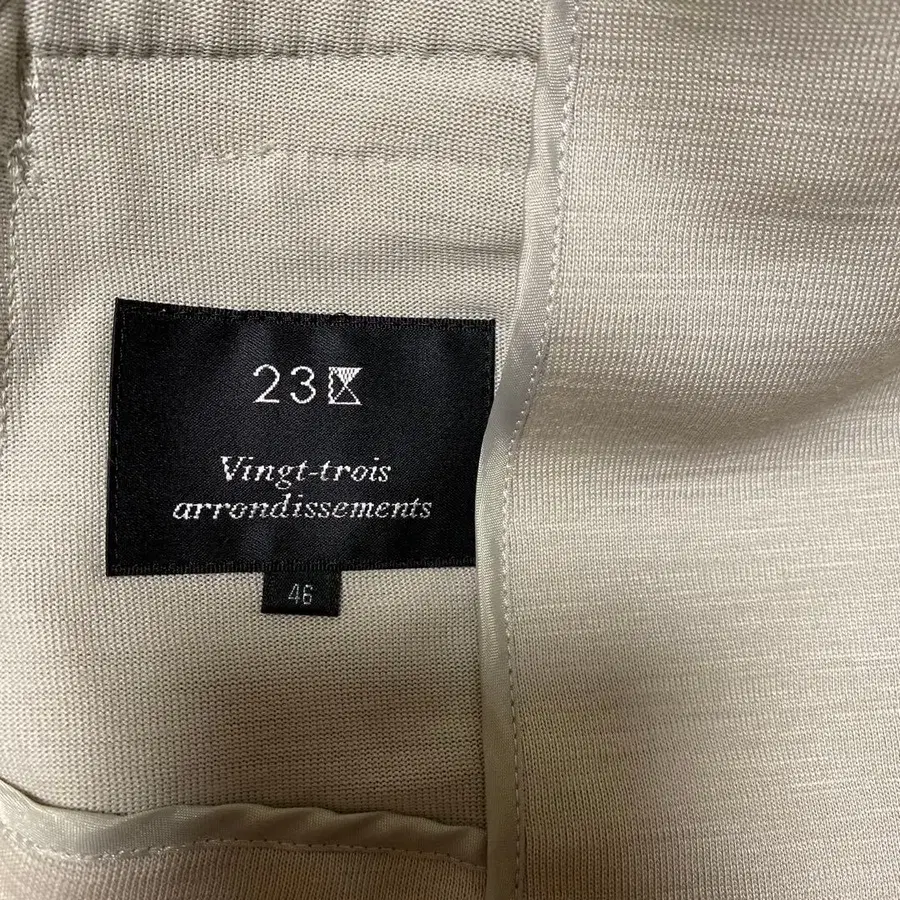 23区
Vingt-trois
arrondissements
46